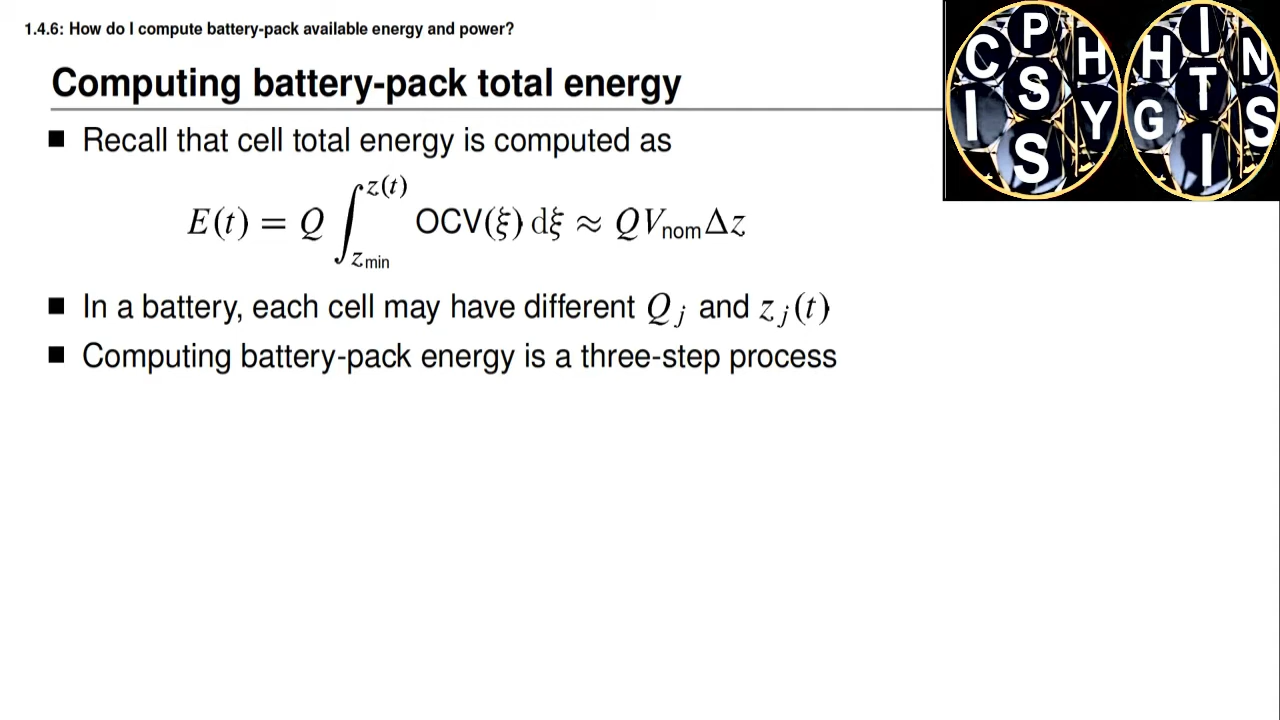 1.4.6: How do I compute battery-pack available energy and power?
Computing battery-pack total energy
■ Recall that cell total energy is computed as
E(t) = Q ∫_{z_min}^{z(t)} OCV(ξ) dξ ≈ Q V_nom Δz
■ In a battery, each cell may have different Q_j and z_j(t)
■ Computing battery-pack energy is a three-step process
C P H I S Y S
H I N G T S I